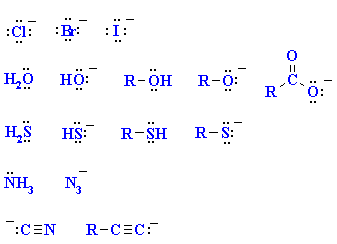 :Cl:⁻ :Br:⁻ :I:⁻
H₂O HO:⁻ R–OH R–O:⁻ R–C(=O)–O:⁻
H₂S HS:⁻ R–SH R–S:⁻
NH₃ N₃⁻
⁻:C≡N R–C≡C:⁻